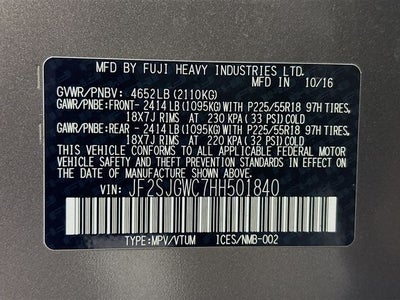 MFD BY FUJI HEAVY INDUSTRIES LTD.
IN 10/16
GVWR/PNBV: 4652LB (2110KG)
GAWR/PNBE:FRONT- 2414 LB (1095KG)WITH P225/55R18 97H TIRES,
18X7J RIMS AT 230 KPA (33 PSI)COLD
GAWR/PNBE:REAR - 2414 LB (1095KG)WITH P225/55R18 97H TIRES,
18X7J RIMS AT 220 KPA (32 PSI)COLD
THIS VEHICLE CONFORMS TO ALL APPLICABLE
FEDERAL MOTOR VEHICLE SAFETY STANDARDS IN EFFECT
ON THE DATE OF MANUFACTURE SHOWN ABOVE.
VIN: JF2SJGWC7HH501840
TYPE:MPV/VTUM ICES/NMB-002